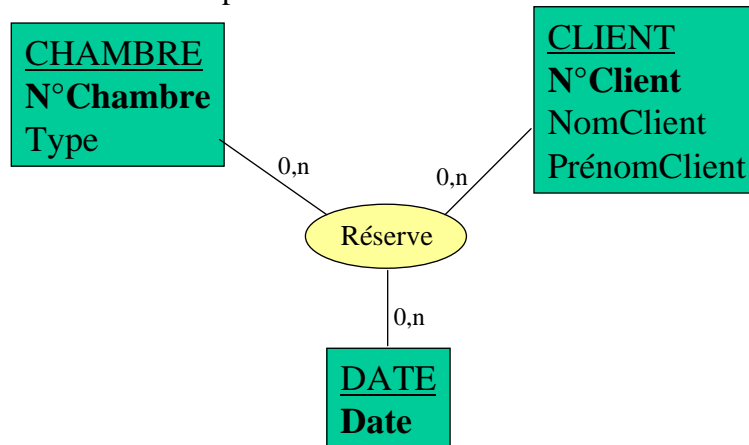 CHAMBRE
N°Chambre
Type
CLIENT
N°Client
NomClient
PrénomClient
0,n
0,n
Réserve
0,n
DATE
Date